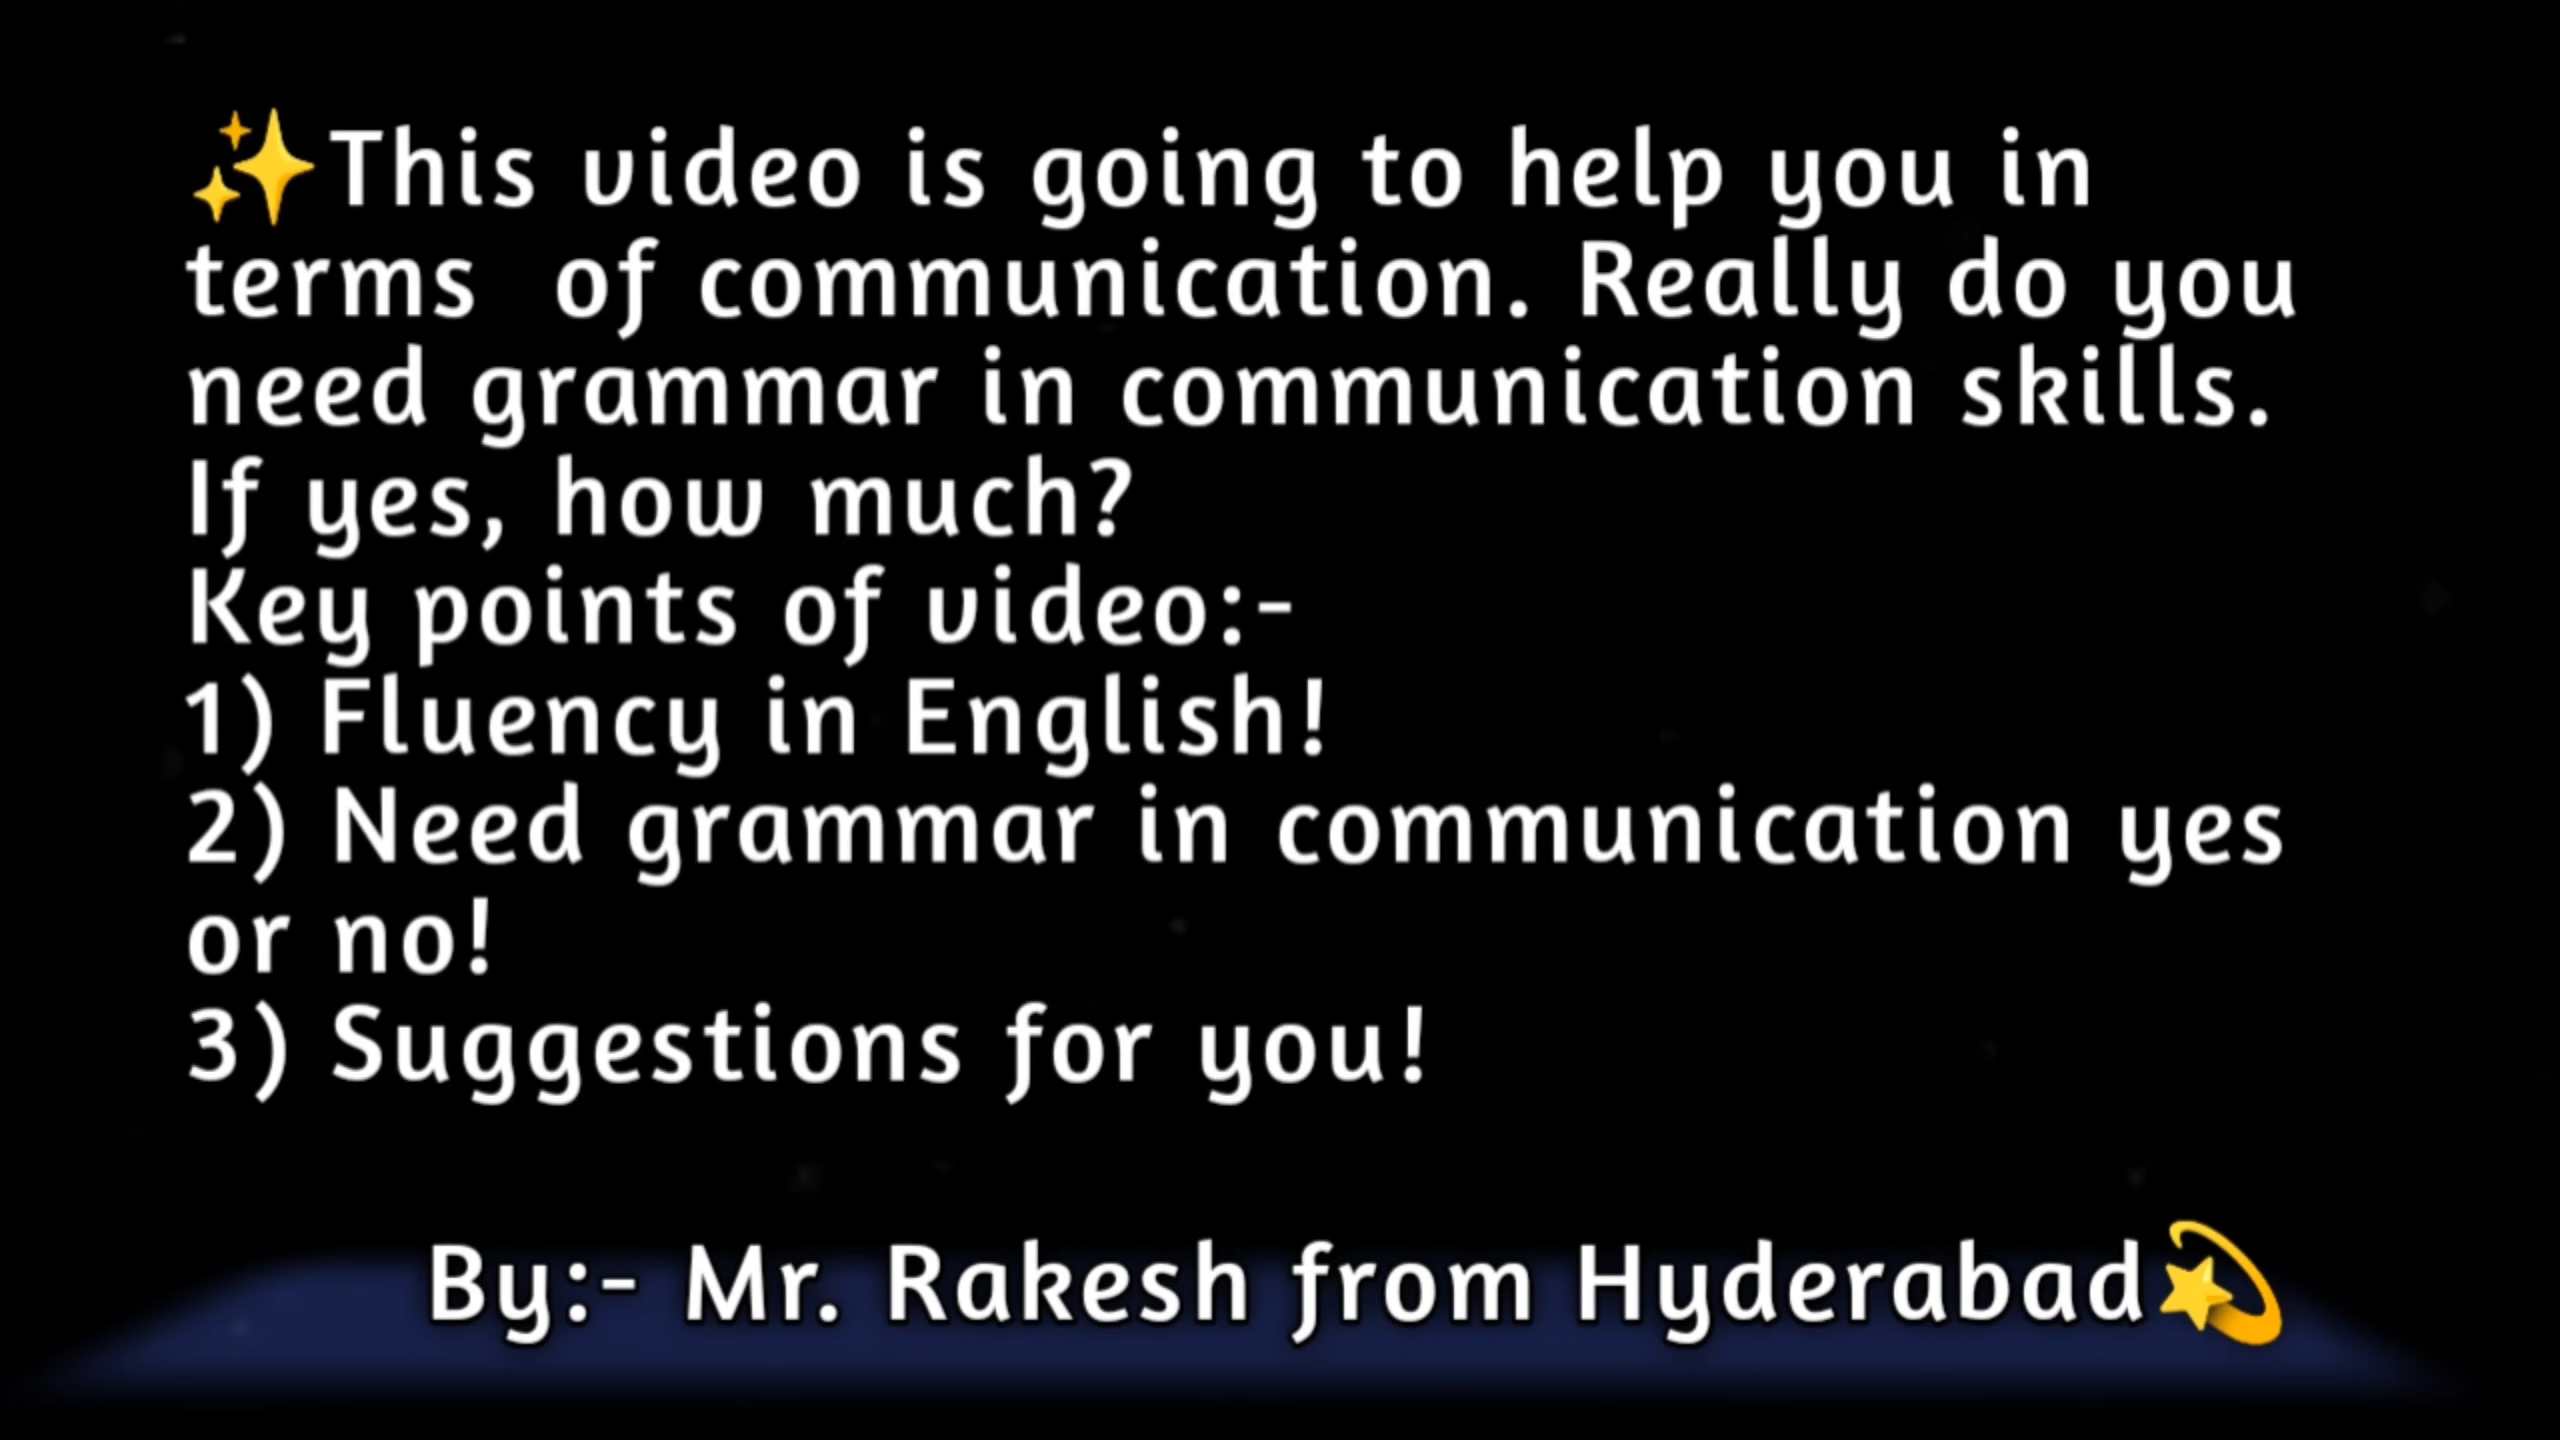 ✨This video is going to help you in
terms of communication. Really do you
need grammar in communication skills.
If yes, how much?
Key points of video:-
1) Fluency in English!
2) Need grammar in communication yes
or no!
3) Suggestions for you!
By:- Mr. Rakesh from Hyderabad💫